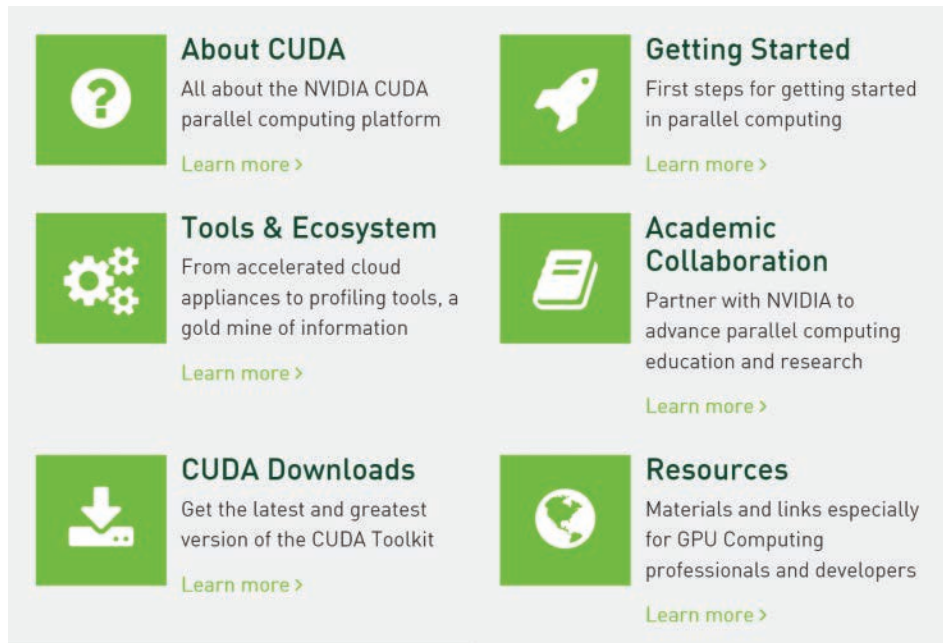 About CUDA
All about the NVIDIA CUDA
parallel computing platform
Learn more >
Getting Started
First steps for getting started
in parallel computing
Learn more >
Tools & Ecosystem
From accelerated cloud
appliances to profiling tools, a
gold mine of information
Learn more >
Academic
Collaboration
Partner with NVIDIA to
advance parallel computing
education and research
Learn more >
CUDA Downloads
Get the latest and greatest
version of the CUDA Toolkit
Learn more >
Resources
Materials and links especially
for GPU Computing
professionals and developers
Learn more >